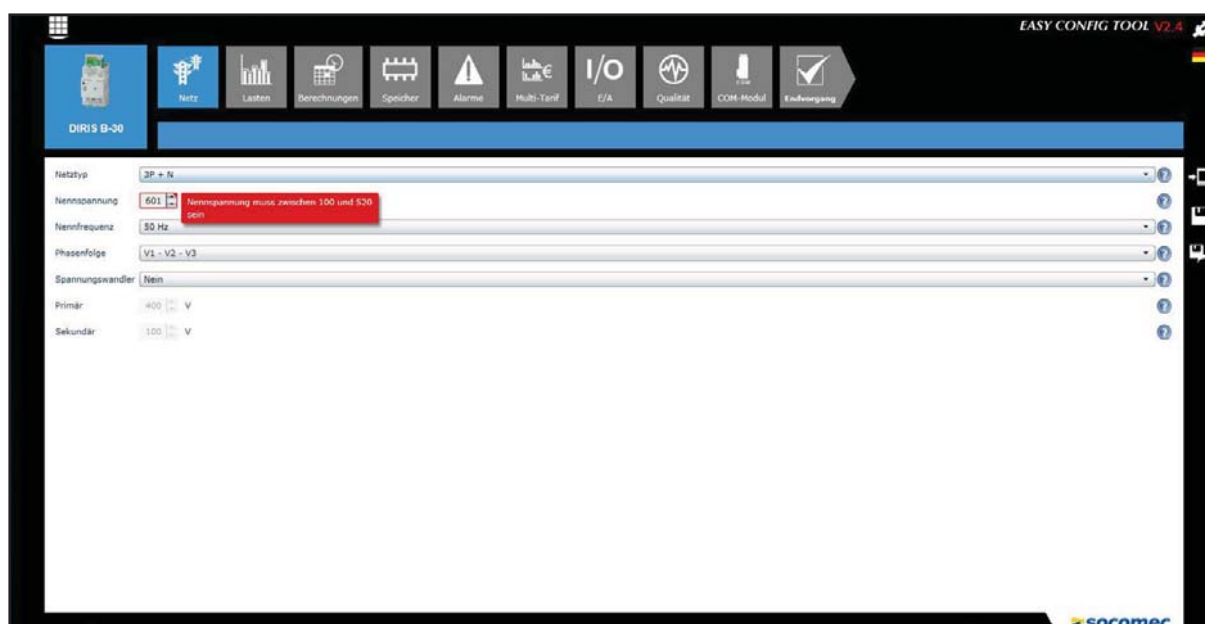 EASY CONFIG TOOL V2.4
Netz
Lasten
Berechnungen
Speicher
Alarme
Multi-Tarif
I/O
E/A
Qualität
COM-Modul
Endvorgang
DIRIS B-30
Netztyp 3P + N
Nennspannung 601 Nennspannung muss zwischen 100 und 520
sein
Nennfrequenz 50 Hz
Phasenfolge V1 - V2 - V3
Spannungswandler Nein
Primär 400 V
Sekundär 100 V
socomec